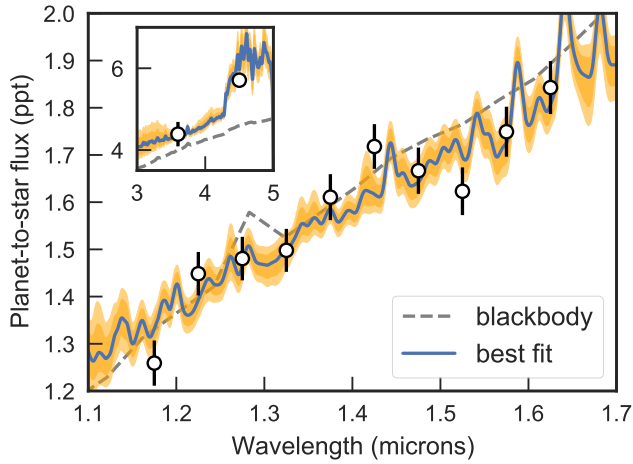 2.0
1.9
1.8
1.7
1.6
1.5
1.4
1.3
1.2
Planet-to-star flux (ppt)
6
4
3 4 5
blackbody
best fit
1.1 1.2 1.3 1.4 1.5 1.6 1.7
Wavelength (microns)